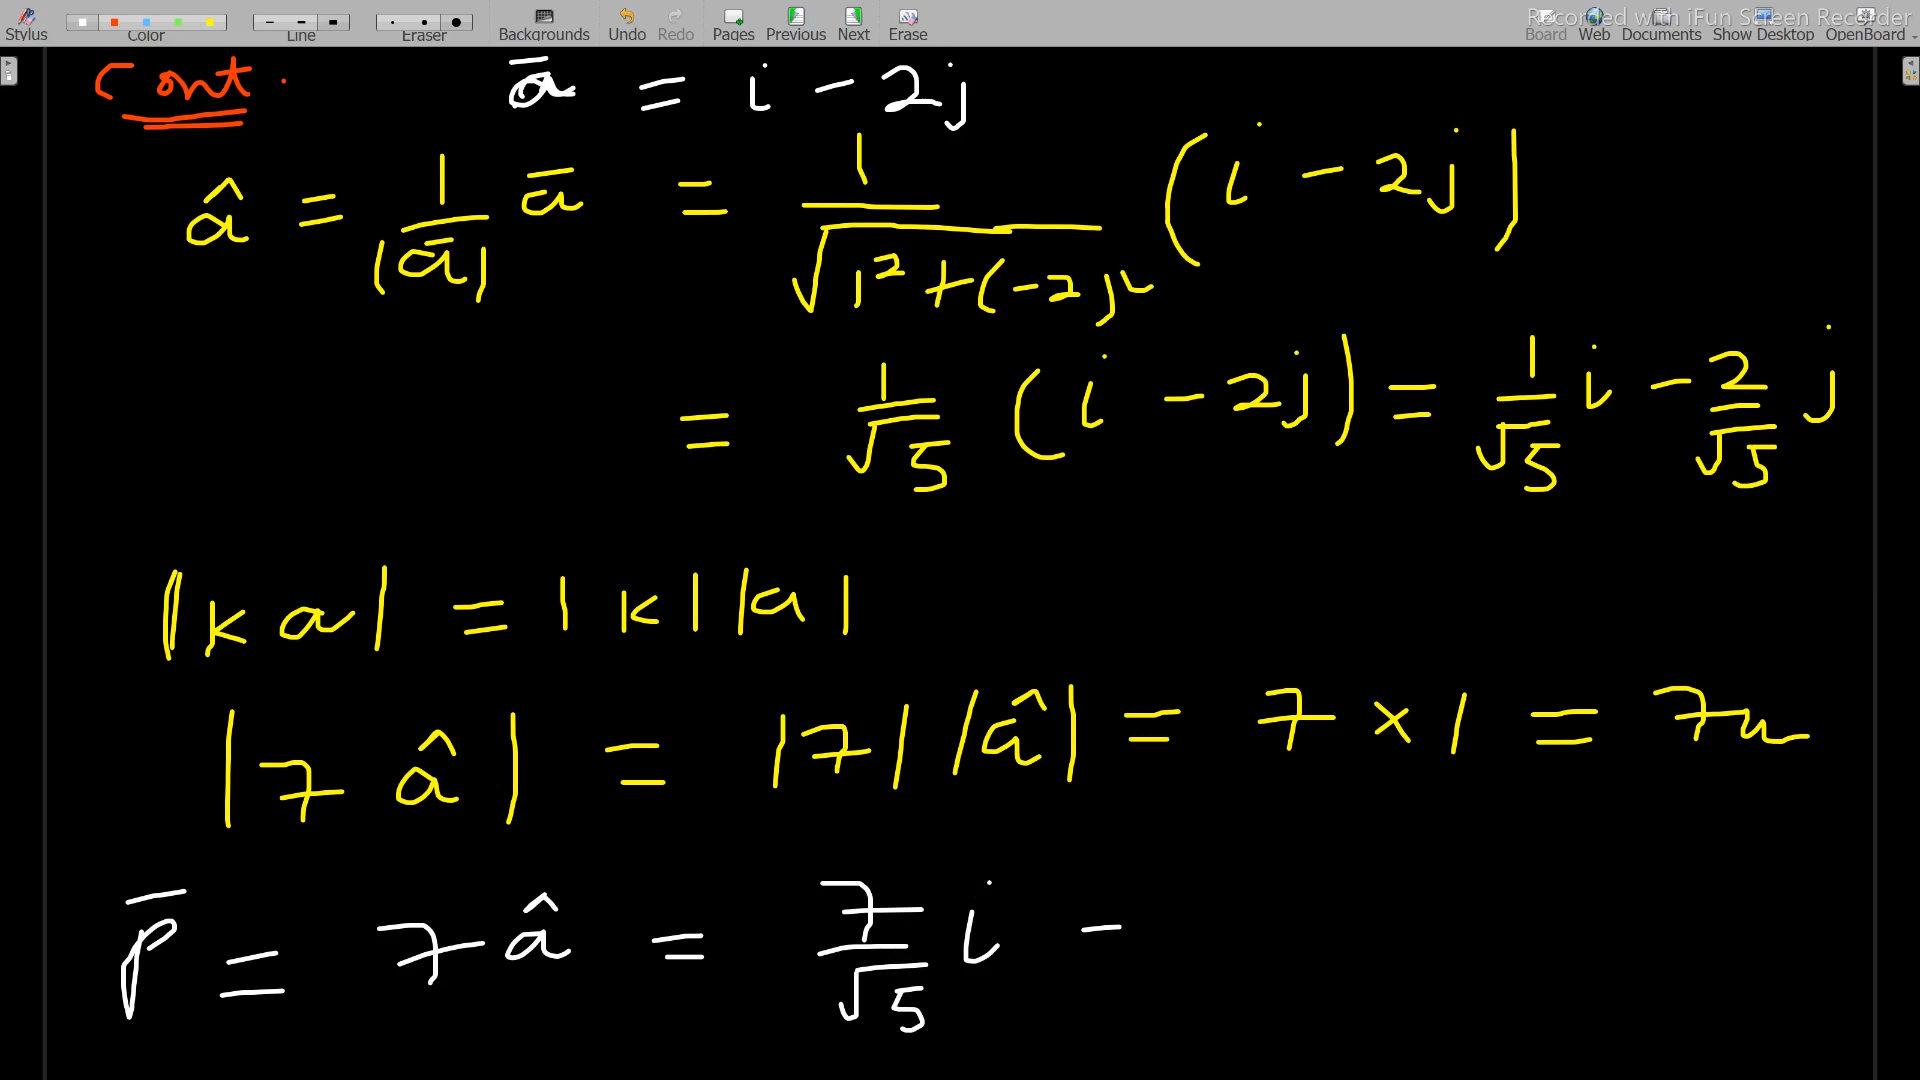 Recorded with iFun Screen Recorder
Stylus Color Line Eraser Backgrounds Undo Redo Pages Previous Next Erase Board Web Documents Show Desktop OpenBoard
Cont. a̅ = i - 2j
â = 1/|a̅| a̅ = 1/√(1² + (-2)²) (i - 2j)
= 1/√5 (i - 2j) = 1/√5 i - 2/√5 j
|ka| = |k| |a|
|7 â| = |7| |â| = 7 × 1 = 7u
p̅ = 7 â = 7/√5 i -